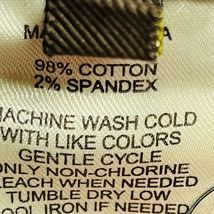 98% COTTON
2% SPANDEX
MACHINE WASH COLD
WITH LIKE COLORS
GENTLE CYCLE
ONLY NON-CHLORINE
BLEACH WHEN NEEDED
TUMBLE DRY LOW
COOL IRON IF NEEDED